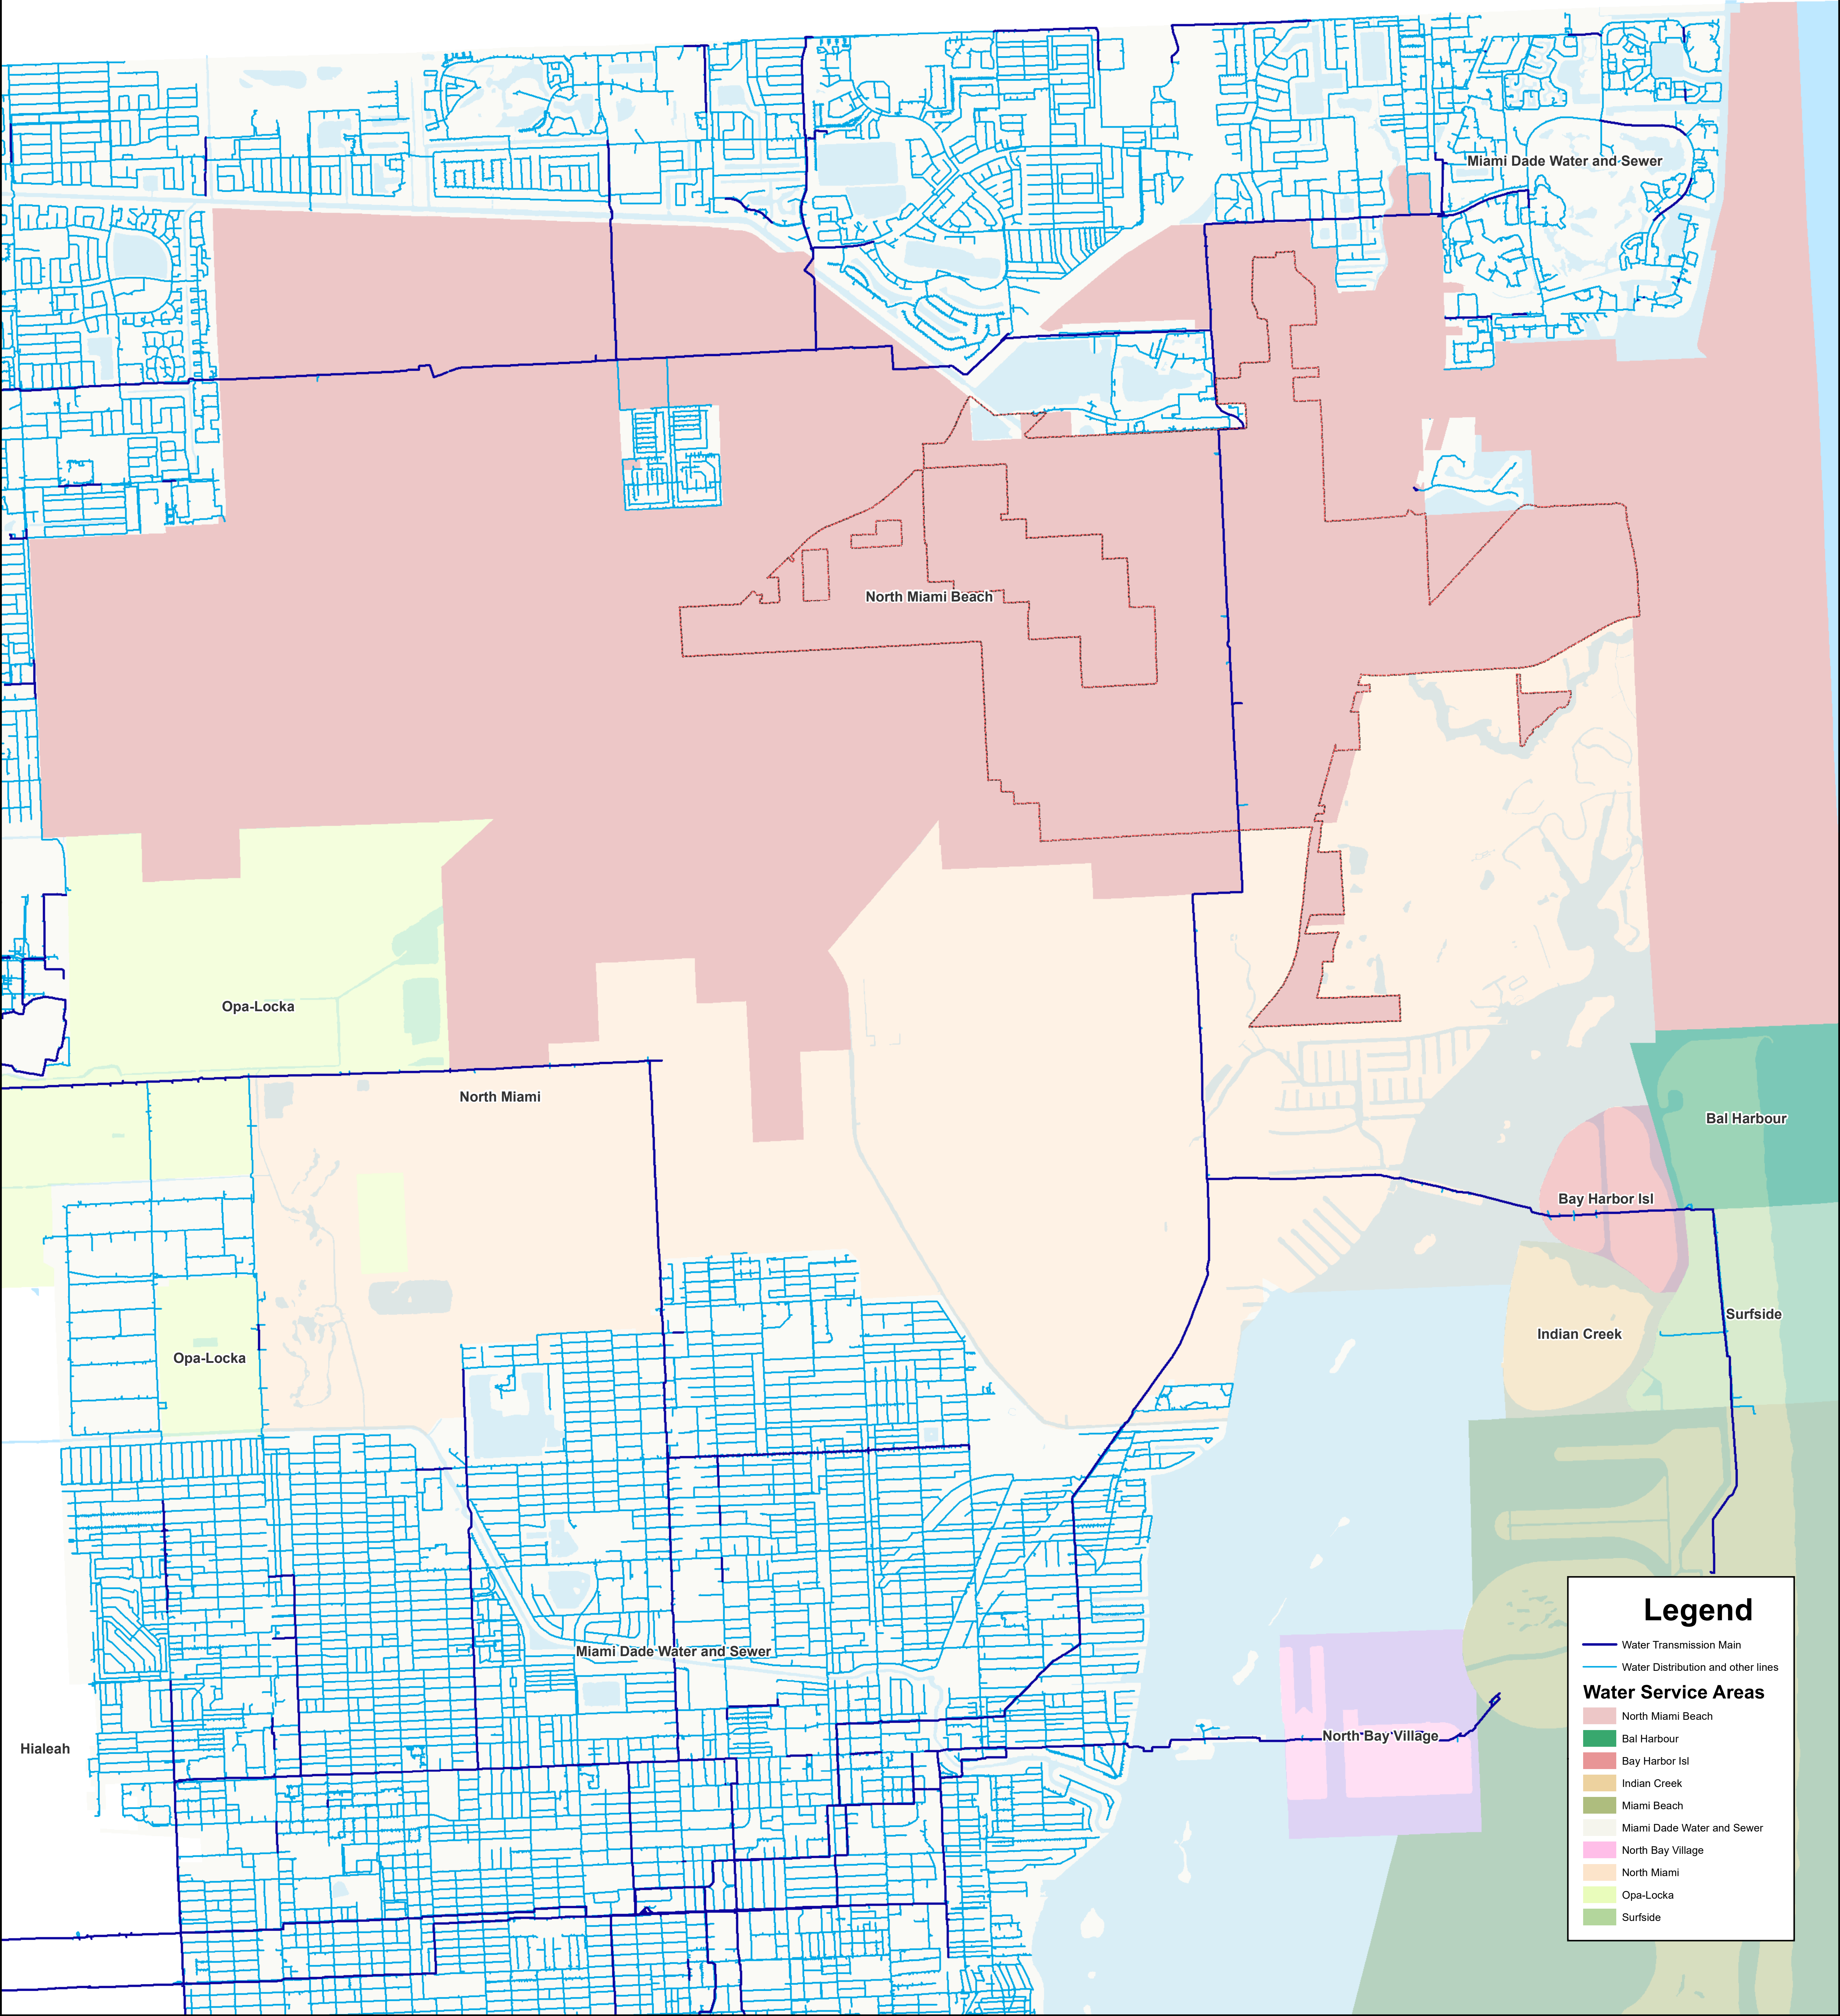 Miami Dade Water and Sewer
North Miami Beach
Opa-Locka
North Miami
Bal Harbour
Bay Harbor Isl
Surfside
Indian Creek
Opa-Locka
Miami Dade Water and Sewer
North Bay Village
Hialeah
Legend
Water Transmission Main
Water Distribution and other lines
Water Service Areas
North Miami Beach
Bal Harbour
Bay Harbor Isl
Indian Creek
Miami Beach
Miami Dade Water and Sewer
North Bay Village
North Miami
Opa-Locka
Surfside